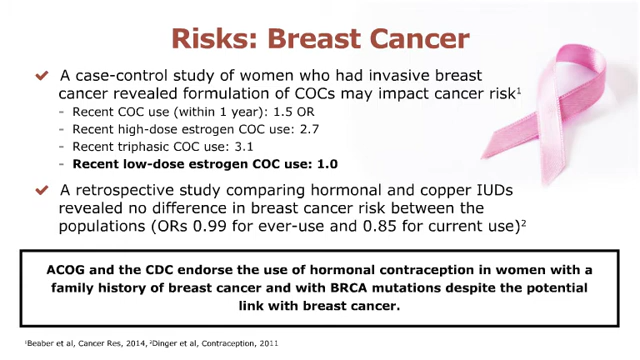 Risks: Breast Cancer
✔ A case-control study of women who had invasive breast
cancer revealed formulation of COCs may impact cancer risk¹
- Recent COC use (within 1 year): 1.5 OR
- Recent high-dose estrogen COC use: 2.7
- Recent triphasic COC use: 3.1
- Recent low-dose estrogen COC use: 1.0
✔ A retrospective study comparing hormonal and copper IUDs
revealed no difference in breast cancer risk between the
populations (ORs 0.99 for ever-use and 0.85 for current use)²
ACOG and the CDC endorse the use of hormonal contraception in women with a
family history of breast cancer and with BRCA mutations despite the potential
link with breast cancer.
¹Beaber et al, Cancer Res, 2014, ²Dinger et al, Contraception, 2011